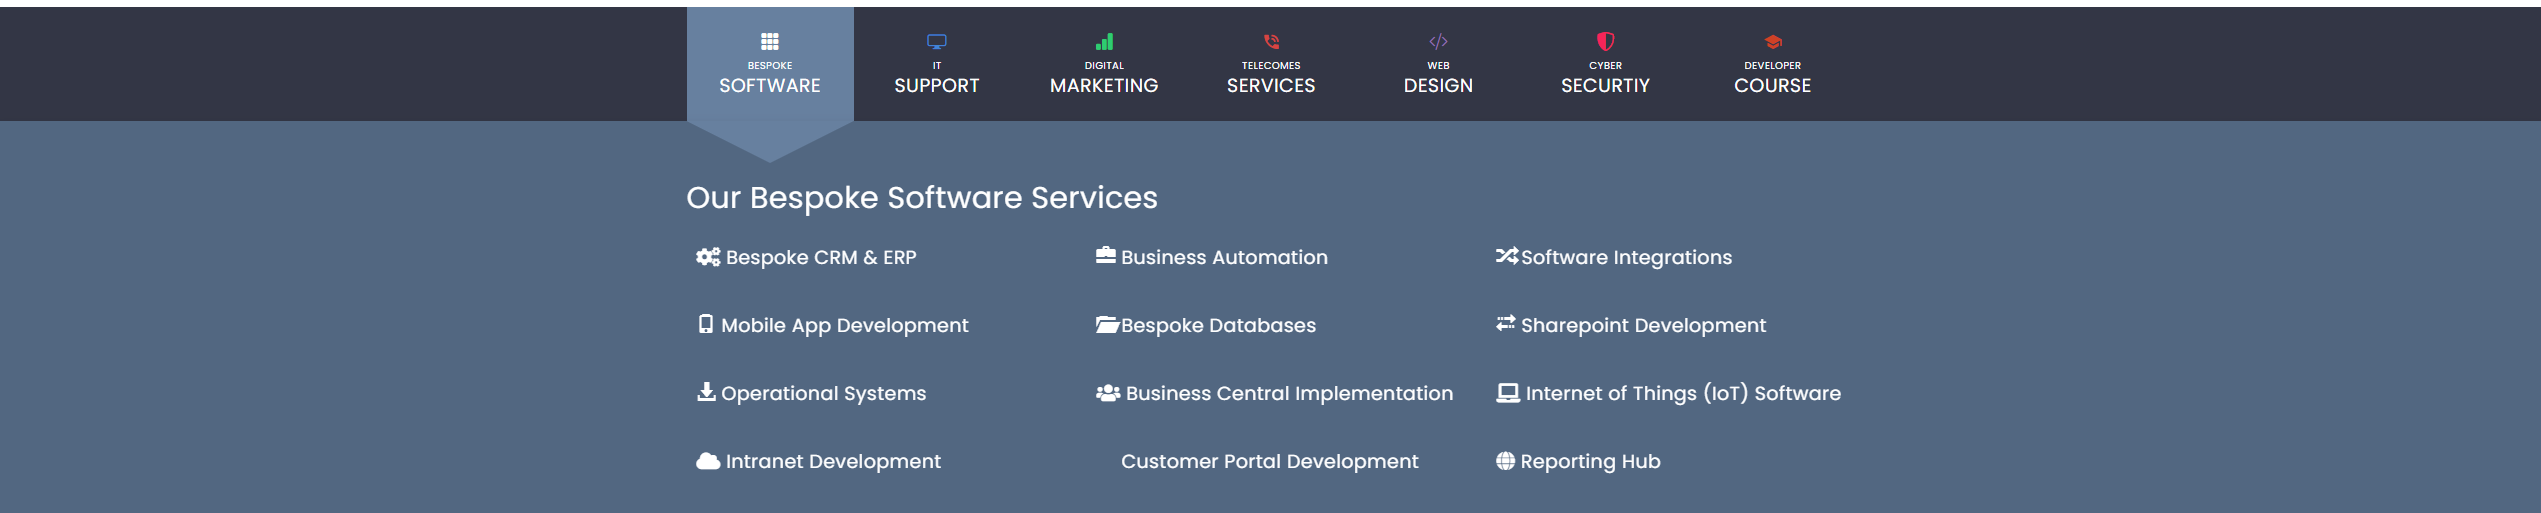 BESPOKE
SOFTWARE
IT
SUPPORT
DIGITAL
MARKETING
TELECOMES
SERVICES
WEB
DESIGN
CYBER
SECURTIY
DEVELOPER
COURSE
Our Bespoke Software Services
Bespoke CRM & ERP
Business Automation
Software Integrations
Mobile App Development
Bespoke Databases
Sharepoint Development
Operational Systems
Business Central Implementation
Internet of Things (IoT) Software
Intranet Development
Customer Portal Development
Reporting Hub